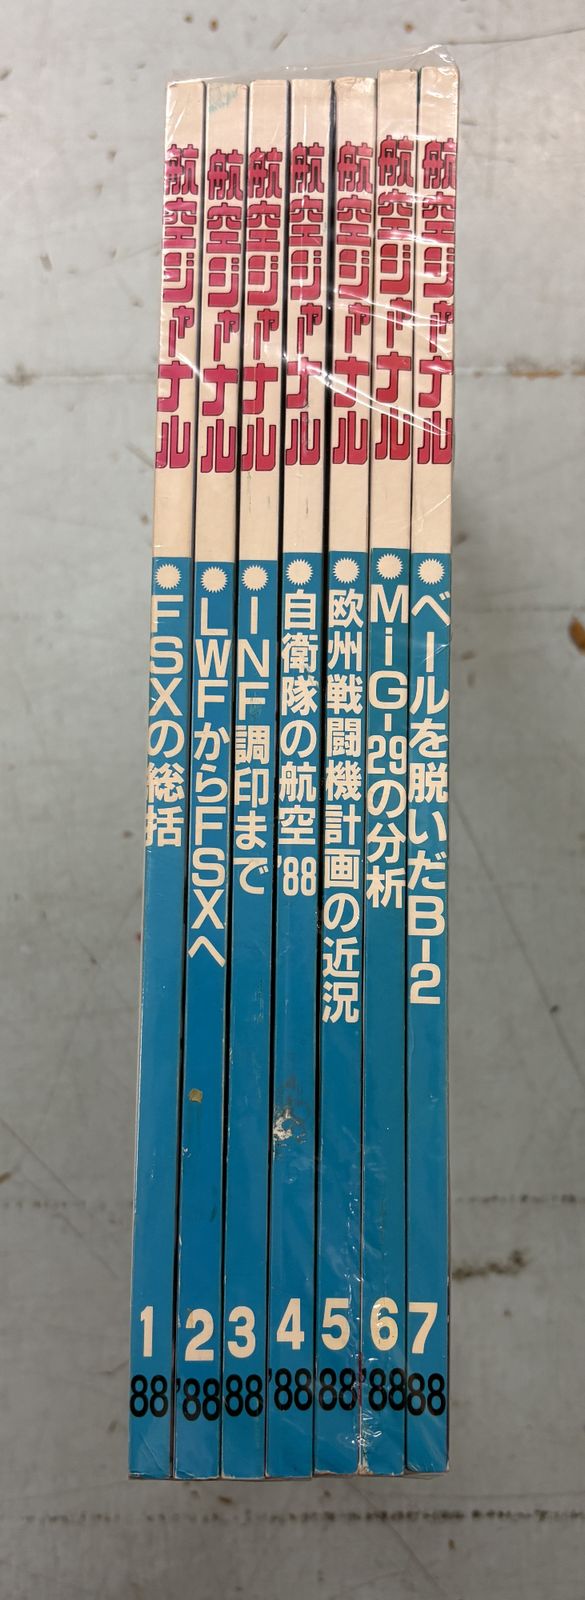 航空ジャーナル
FSXの総括
1
88
航空ジャーナル
LWFからFSXへ
2
'88
航空ジャーナル
INF調印まで
3
88
航空ジャーナル
自衛隊の航空'88
4
'88
航空ジャーナル
欧州戦闘機計画の近況
5
'88
航空ジャーナル
MiG-29の分析
6
'88
航空ジャーナル
ベールを脱いだB-2
7
88